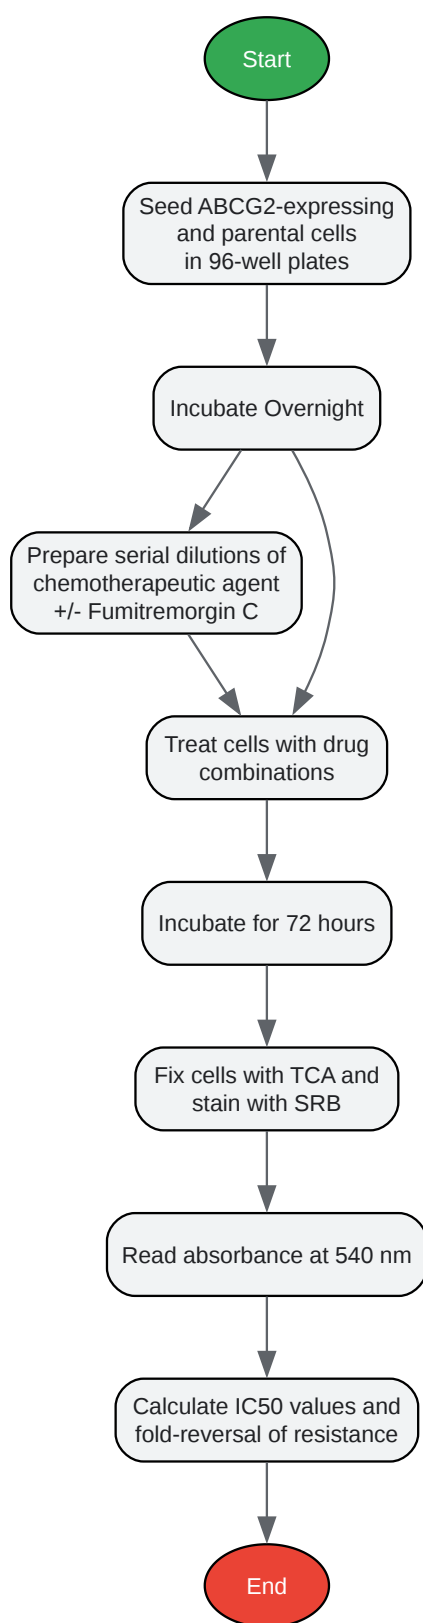 Start
Seed ABCG2-expressing
and parental cells
in 96-well plates
Incubate Overnight
Prepare serial dilutions of
chemotherapeutic agent
+/- Fumitremorgin C
Treat cells with drug
combinations
Incubate for 72 hours
Fix cells with TCA and
stain with SRB
Read absorbance at 540 nm
Calculate IC50 values and
fold-reversal of resistance
End